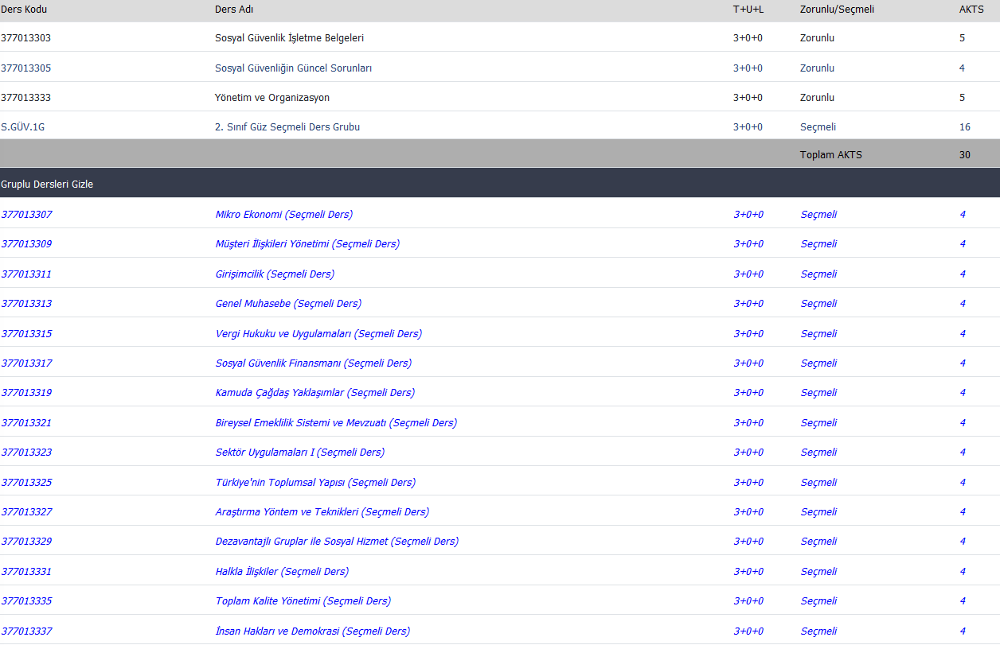 Ders Kodu Ders Adı T+U+L Zorunlu/Seçmeli AKTS
377013303 Sosyal Güvenlik İşletme Belgeleri 3+0+0 Zorunlu 5
377013305 Sosyal Güvenliğin Güncel Sorunları 3+0+0 Zorunlu 4
377013333 Yönetim ve Organizasyon 3+0+0 Zorunlu 5
S.GÜV.1G 2. Sınıf Güz Seçmeli Ders Grubu 3+0+0 Seçmeli 16
Toplam AKTS 30
Gruplu Dersleri Gizle
377013307 Mikro Ekonomi (Seçmeli Ders) 3+0+0 Seçmeli 4
377013309 Müşteri İlişkileri Yönetimi (Seçmeli Ders) 3+0+0 Seçmeli 4
377013311 Girişimcilik (Seçmeli Ders) 3+0+0 Seçmeli 4
377013313 Genel Muhasebe (Seçmeli Ders) 3+0+0 Seçmeli 4
377013315 Vergi Hukuku ve Uygulamaları (Seçmeli Ders) 3+0+0 Seçmeli 4
377013317 Sosyal Güvenlik Finansmanı (Seçmeli Ders) 3+0+0 Seçmeli 4
377013319 Kamuda Çağdaş Yaklaşımlar (Seçmeli Ders) 3+0+0 Seçmeli 4
377013321 Bireysel Emeklilik Sistemi ve Mevzuatı (Seçmeli Ders) 3+0+0 Seçmeli 4
377013323 Sektör Uygulamaları I (Seçmeli Ders) 3+0+0 Seçmeli 4
377013325 Türkiye'nin Toplumsal Yapısı (Seçmeli Ders) 3+0+0 Seçmeli 4
377013327 Araştırma Yöntem ve Teknikleri (Seçmeli Ders) 3+0+0 Seçmeli 4
377013329 Dezavantajlı Gruplar ile Sosyal Hizmet (Seçmeli Ders) 3+0+0 Seçmeli 4
377013331 Halkla İlişkiler (Seçmeli Ders) 3+0+0 Seçmeli 4
377013335 Toplam Kalite Yönetimi (Seçmeli Ders) 3+0+0 Seçmeli 4
377013337 İnsan Hakları ve Demokrasi (Seçmeli Ders) 3+0+0 Seçmeli 4